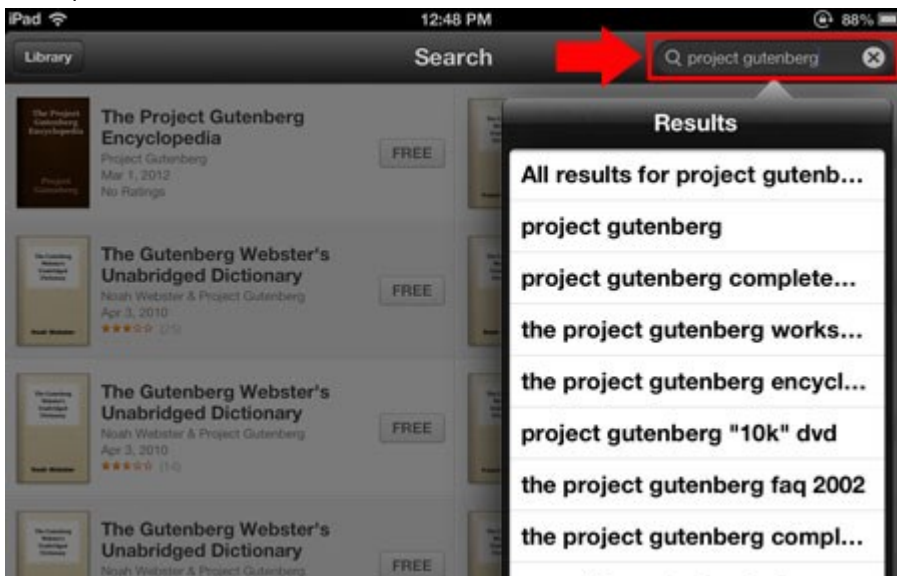 iPad 12:48 PM 88%
Library Search project gutenberg
The Project Gutenberg
Encyclopedia
Project Gutenberg
Mar 1, 2012
No Ratings
FREE
The Gutenberg Webster's
Unabridged Dictionary
Noah Webster & Project Gutenberg
Apr 3, 2010
(25)
FREE
The Gutenberg Webster's
Unabridged Dictionary
Noah Webster & Project Gutenberg
Apr 3, 2010
(14)
FREE
The Gutenberg Webster's
Unabridged Dictionary
Noah Webster & Project Gutenberg
FREE
Results
All results for project gutenb...
project gutenberg
project gutenberg complete...
the project gutenberg works...
the project gutenberg encycl...
project gutenberg "10k" dvd
the project gutenberg faq 2002
the project gutenberg compl...